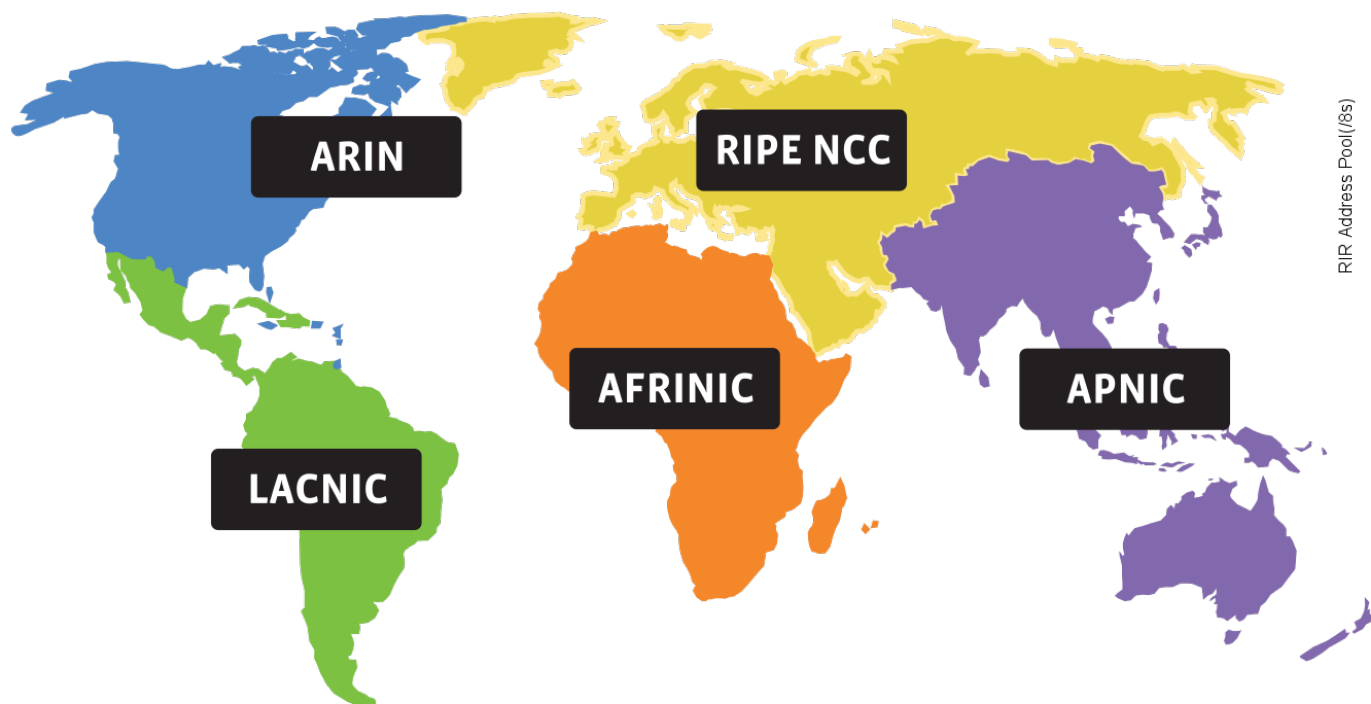 ARIN
RIPE NCC
AFRINIC
APNIC
LACNIC
RIR Address Pool(/8s)